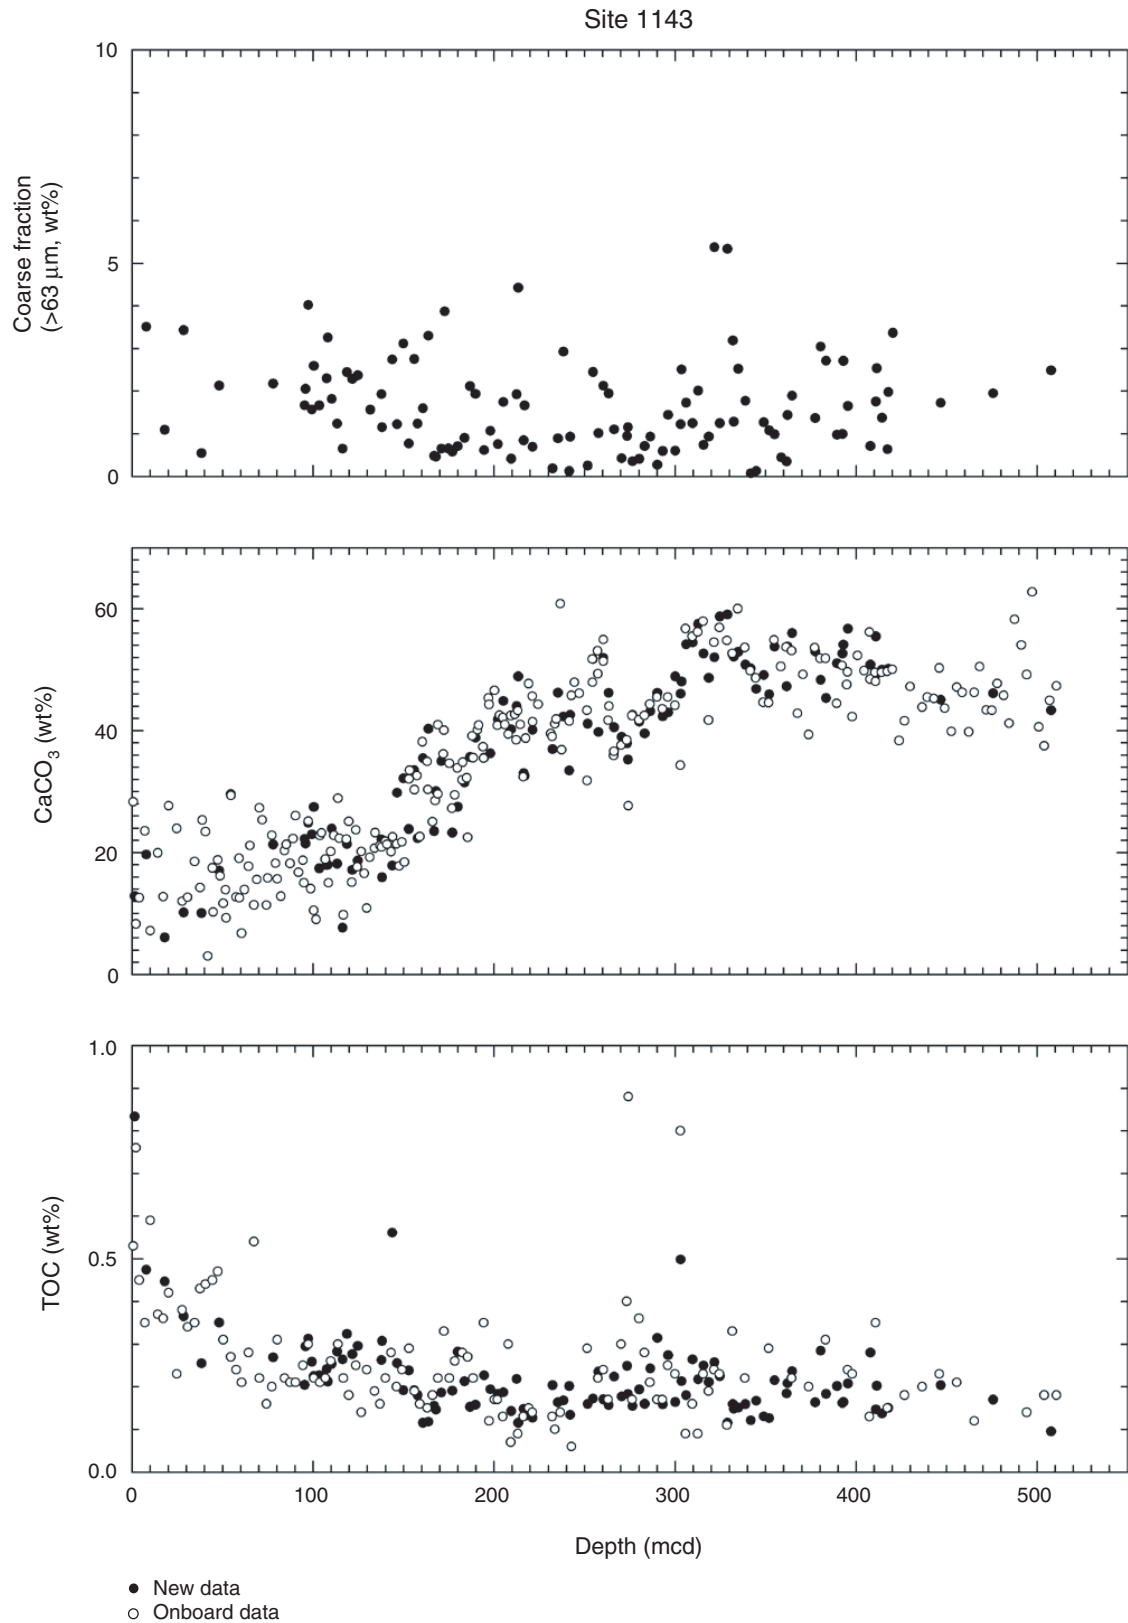 Site 1143
10
5
0
Coarse fraction
(>63 µm, wt%)
60
40
20
0
CaCO3 (wt%)
1.0
0.5
0.0
TOC (wt%)
0 100 200 300 400 500
Depth (mcd)
New data
Onboard data